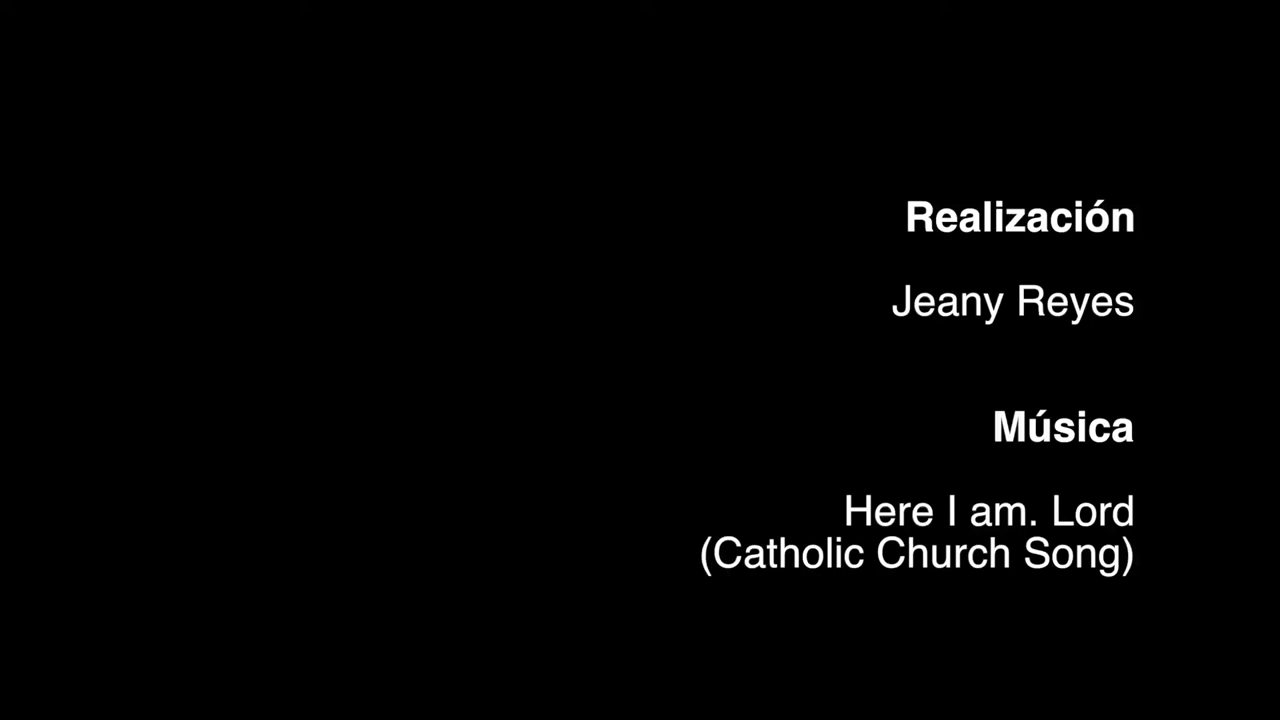 Realización
Jeany Reyes
Música
Here I am. Lord
(Catholic Church Song)